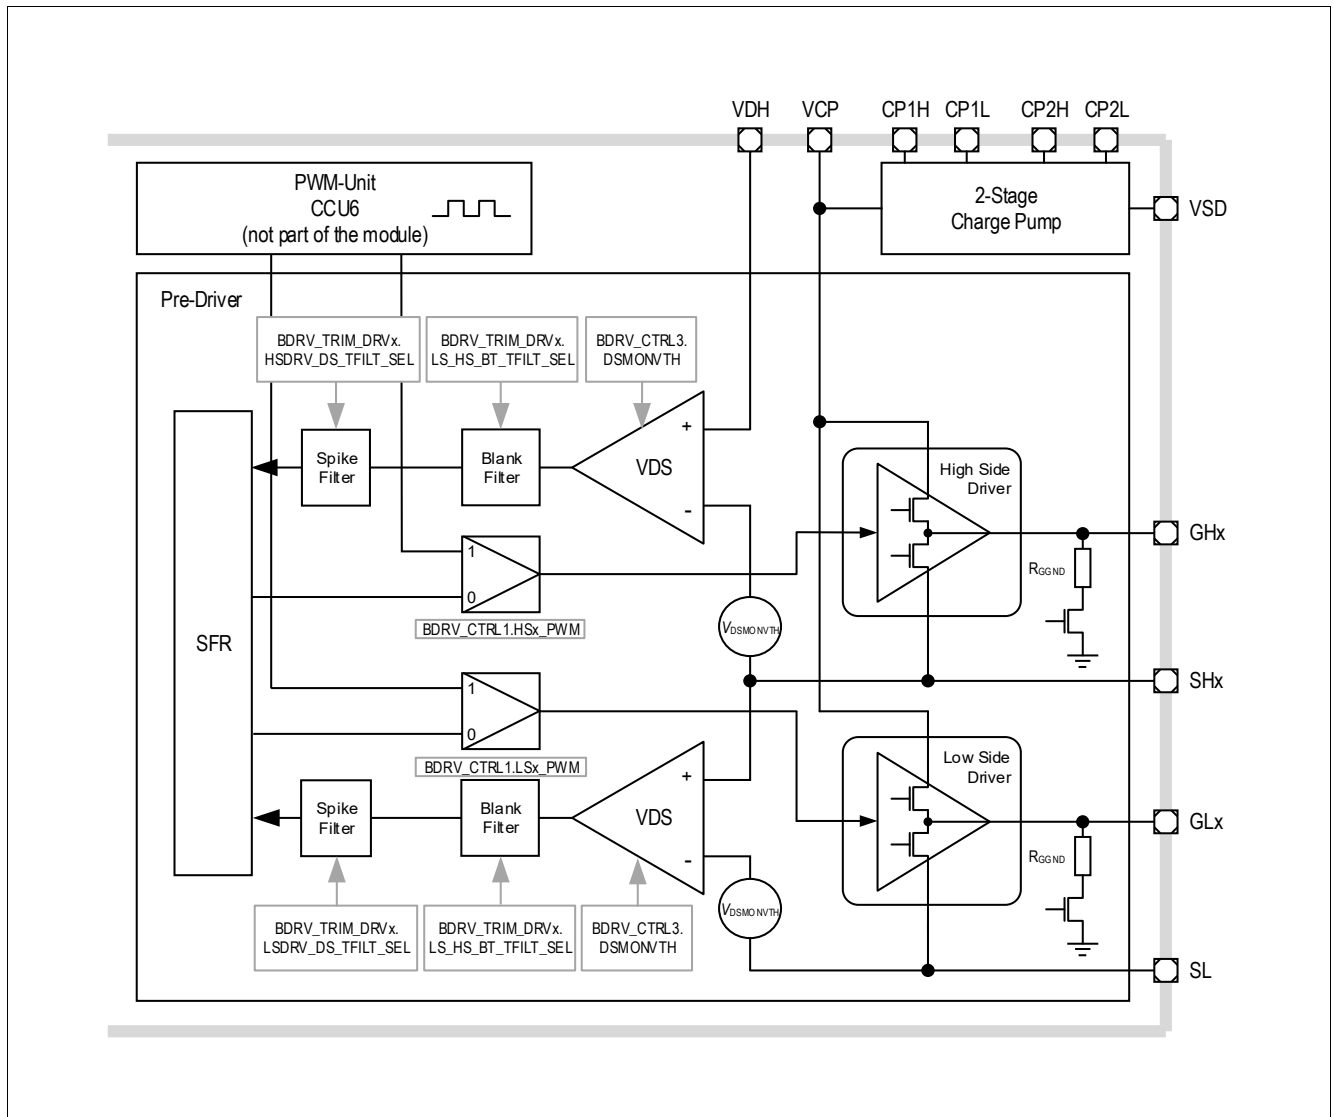 VDH
VCP
CP1H
CP1L
CP2H
CP2L
PWM-Unit
CCU6
(not part of the module)
2-Stage
Charge Pump
VSD
Pre-Driver
BDRV_TRIM_DRVx.
HSDRV_DS_TFILT_SEL
BDRV_TRIM_DRVx.
LS_HS_BT_TFILT_SEL
BDRV_CTRL3.
DSMONVTH
Spike
Filter
Blank
Filter
VDS
+
-
High Side
Driver
GHx
1
0
RGGND
BDRV_CTRL1.HSx_PWM
VDSMONVTH
SFR
SHx
1
0
BDRV_CTRL1.LSx_PWM
Low Side
Driver
Spike
Filter
Blank
Filter
VDS
+
-
GLx
RGGND
VDSMONVTH
BDRV_TRIM_DRVx.
LSDRV_DS_TFILT_SEL
BDRV_TRIM_DRVx.
LS_HS_BT_TFILT_SEL
BDRV_CTRL3.
DSMONVTH
SL